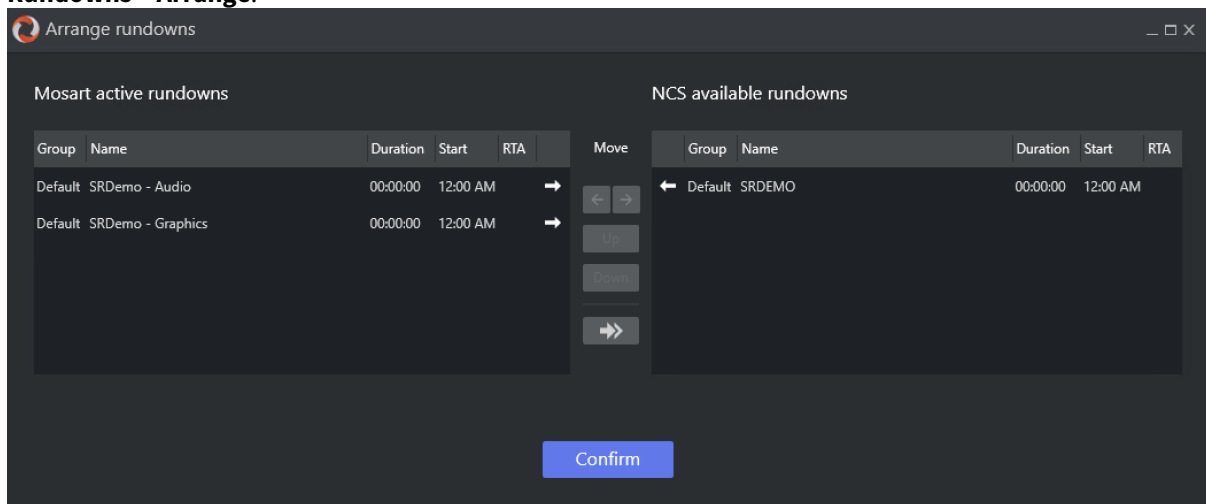 Rundowns - Arrange.
Arrange rundowns
Mosart active rundowns
NCS available rundowns
Group Name Duration Start RTA Move Group Name Duration Start RTA
Default SRDemo - Audio 00:00:00 12:00 AM Default SRDEMO 00:00:00 12:00 AM
Default SRDemo - Graphics 00:00:00 12:00 AM
Up
Down
Confirm